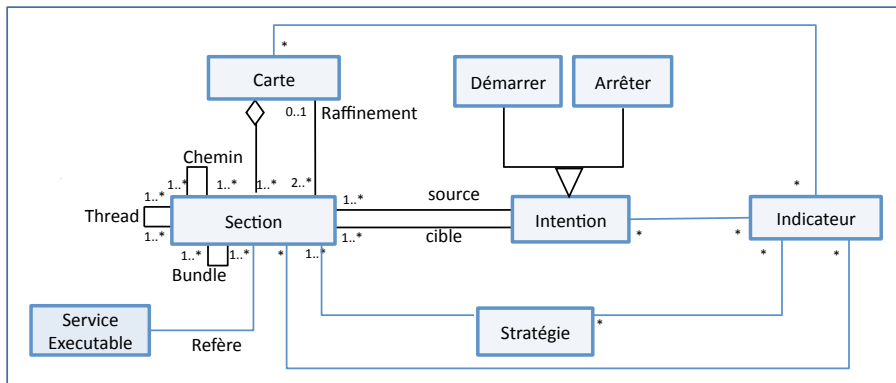 *
Carte
Démarrer
Arrêter
0..1
Raffinement
Chemin
1..*
1..*
1..*
2..*
*
1..*
1..*
source
Thread
Section
Intention
Indicateur
1..*
1..*
cible
*
*
1..*
1..*
*
1..*
*
*
Bundle
Service
Executable
Refère
Stratégie
*